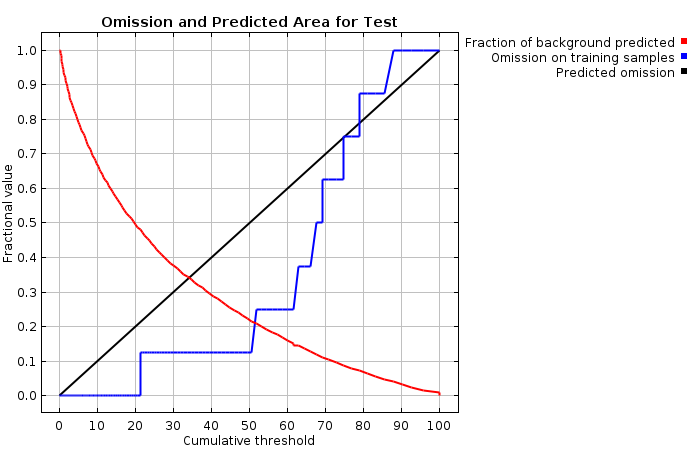 Omission and Predicted Area for Test
Fraction of background predicted
Omission on training samples
Predicted omission
Fractional value
1.0
0.9
0.8
0.7
0.6
0.5
0.4
0.3
0.2
0.1
0.0
0 10 20 30 40 50 60 70 80 90 100
Cumulative threshold